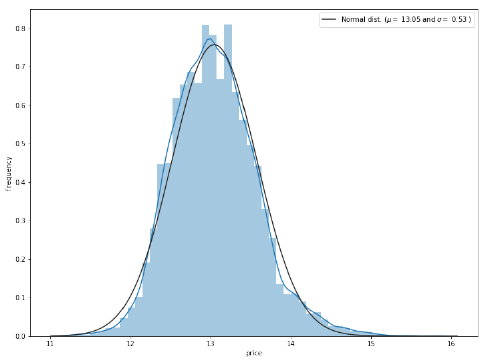 Normal dist. (μ = 13.05 and σ = 0.53 )
0.8
0.7
0.6
0.5
0.4
0.3
0.2
0.1
0.0
frequency
11 12 13 14 15 16
price